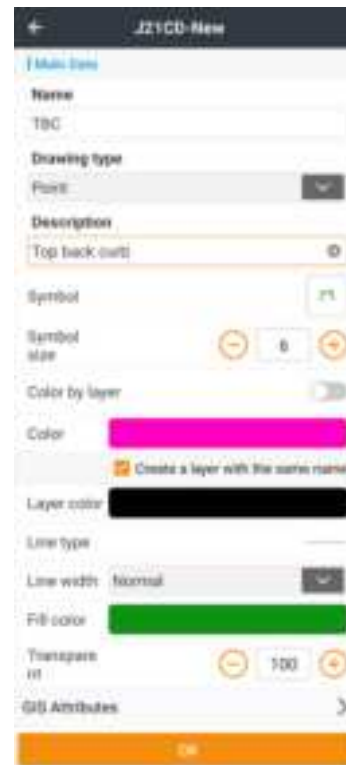 J21CD-New
Main Data
Name
TBC
Drawing type
Point
Description
Top back curb
Symbol
Symbol
size
6
Color by layer
Color
Create a layer with the same name
Layer color
Line type
Line width Normal
Fill color
Transpare
nt
100
GIS Attributes
OK